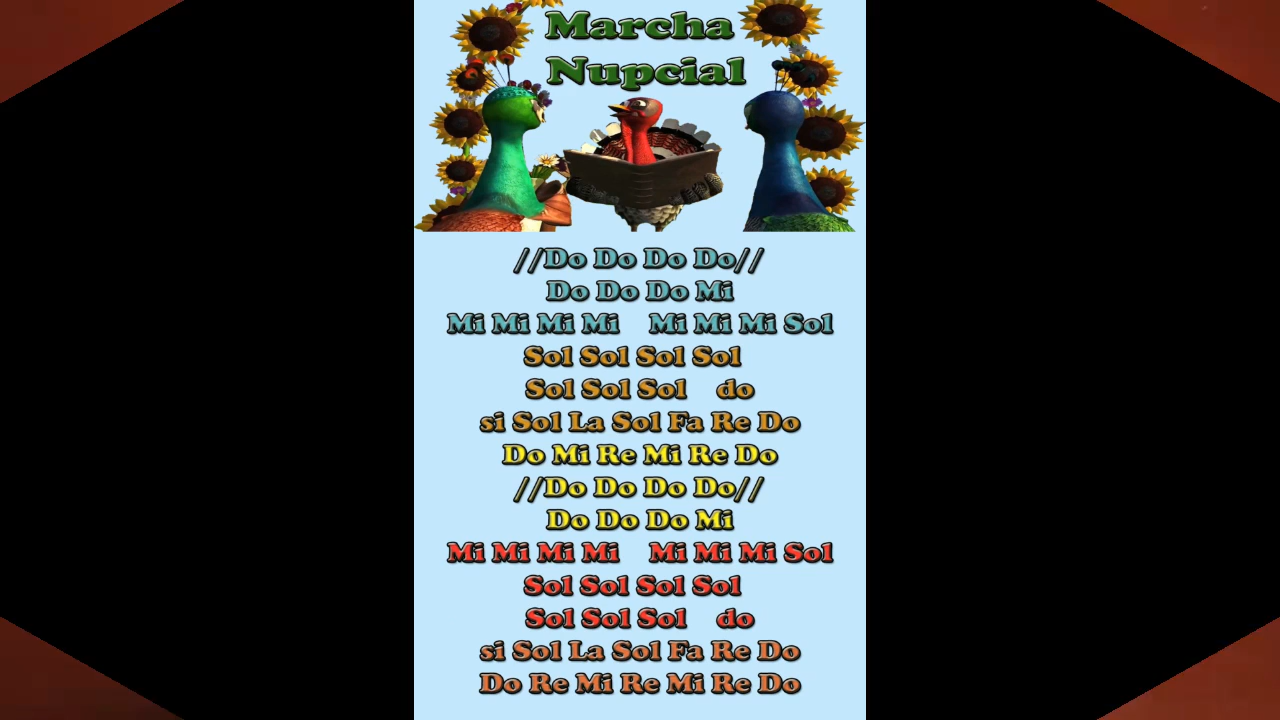 Marcha
Nupcial
//Do Do Do Do//
Do Do Do Mi
Mi Mi Mi Mi Mi Mi Mi Sol
Sol Sol Sol Sol
Sol Sol Sol do
si Sol La Sol Fa Re Do
Do Mi Re Mi Re Do
//Do Do Do Do//
Do Do Do Mi
Mi Mi Mi Mi Mi Mi Mi Sol
Sol Sol Sol Sol
Sol Sol Sol do
si Sol La Sol Fa Re Do
Do Re Mi Re Mi Re Do